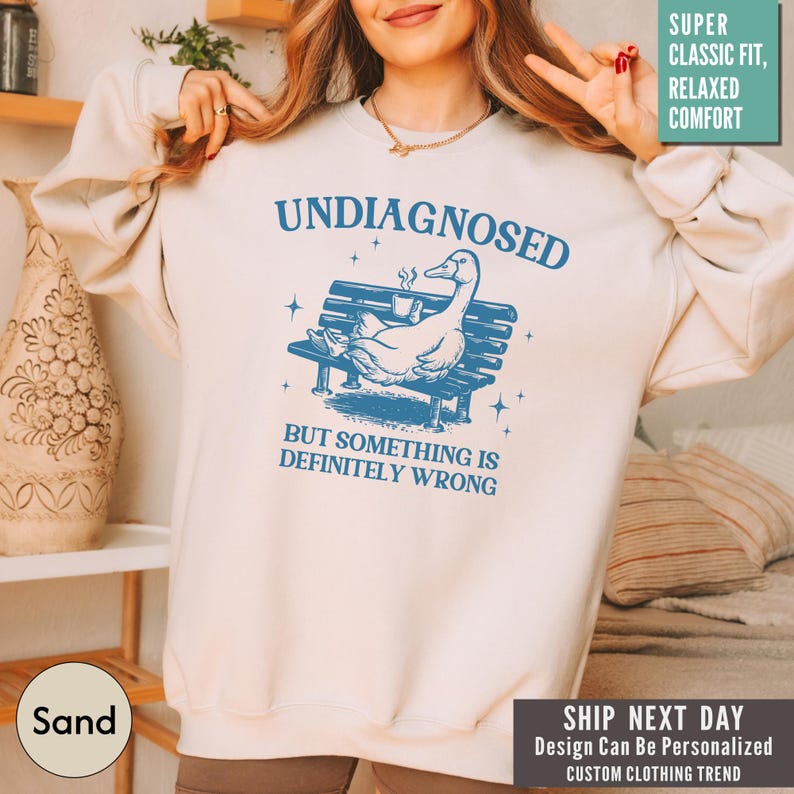 SUPER
CLASSIC FIT,
RELAXED
COMFORT
UNDIAGNOSED
BUT SOMETHING IS
DEFINITELY WRONG
Sand
SHIP NEXT DAY
Design Can Be Personalized
CUSTOM CLOTHING TREND